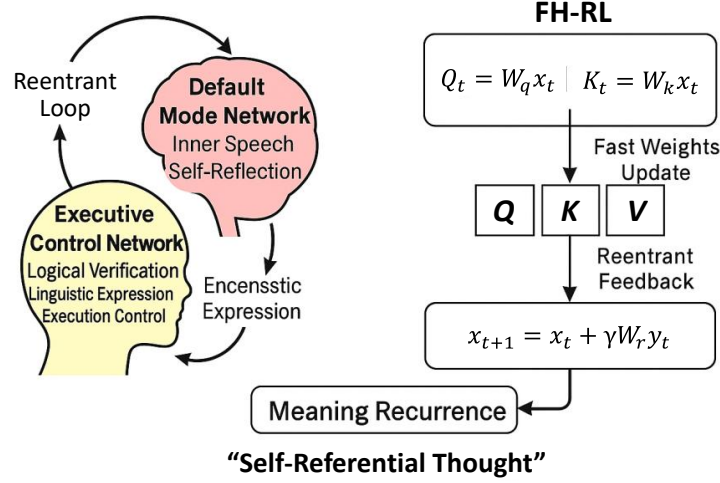 Reentrant
Loop
Default
Mode Network
Inner Speech
Self-Reflection
Executive
Control Network
Logical Verification
Linguistic Expression
Execution Control
Encensstic
Expression
FH-RL
Q_t = W_q x_t | K_t = W_k x_t
Fast Weights
Update
Q K V
Reentrant
Feedback
x_{t+1} = x_t + γW_r y_t
Meaning Recurrence
“Self-Referential Thought”